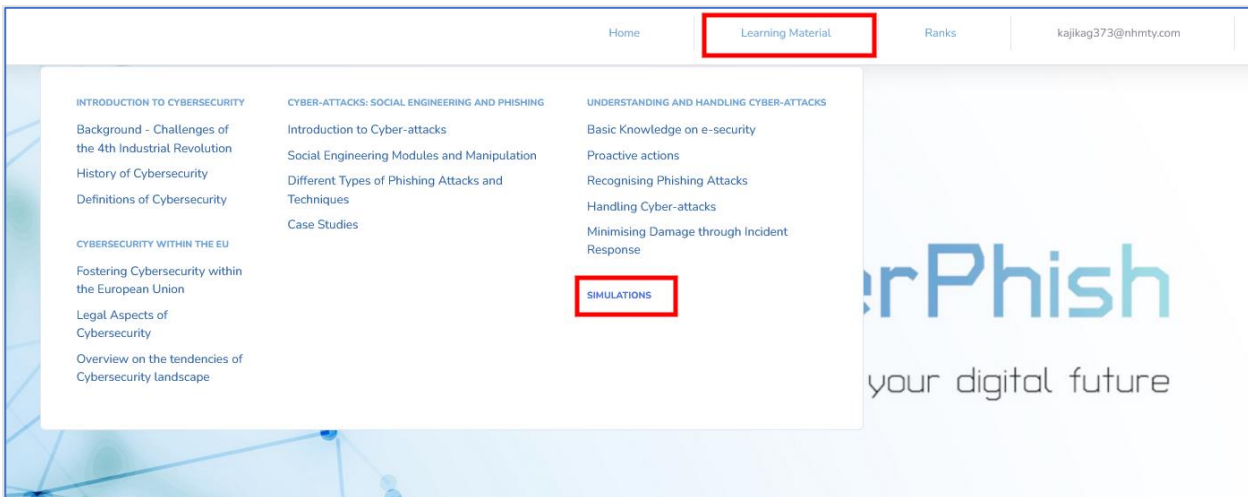 Home
Learning Material
Ranks
kajikag373@nhmty.com
INTRODUCTION TO CYBERSECURITY
Background - Challenges of
the 4th Industrial Revolution
History of Cybersecurity
Definitions of Cybersecurity
CYBERSECURITY WITHIN THE EU
Fostering Cybersecurity within
the European Union
Legal Aspects of
Cybersecurity
Overview on the tendencies of
Cybersecurity landscape
CYBER-ATTACKS: SOCIAL ENGINEERING AND PHISHING
Introduction to Cyber-attacks
Social Engineering Modules and Manipulation
Different Types of Phishing Attacks and
Techniques
Case Studies
UNDERSTANDING AND HANDLING CYBER-ATTACKS
Basic Knowledge on e-security
Proactive actions
Recognising Phishing Attacks
Handling Cyber-attacks
Minimising Damage through Incident
Response
SIMULATIONS
erPhish
your digital future